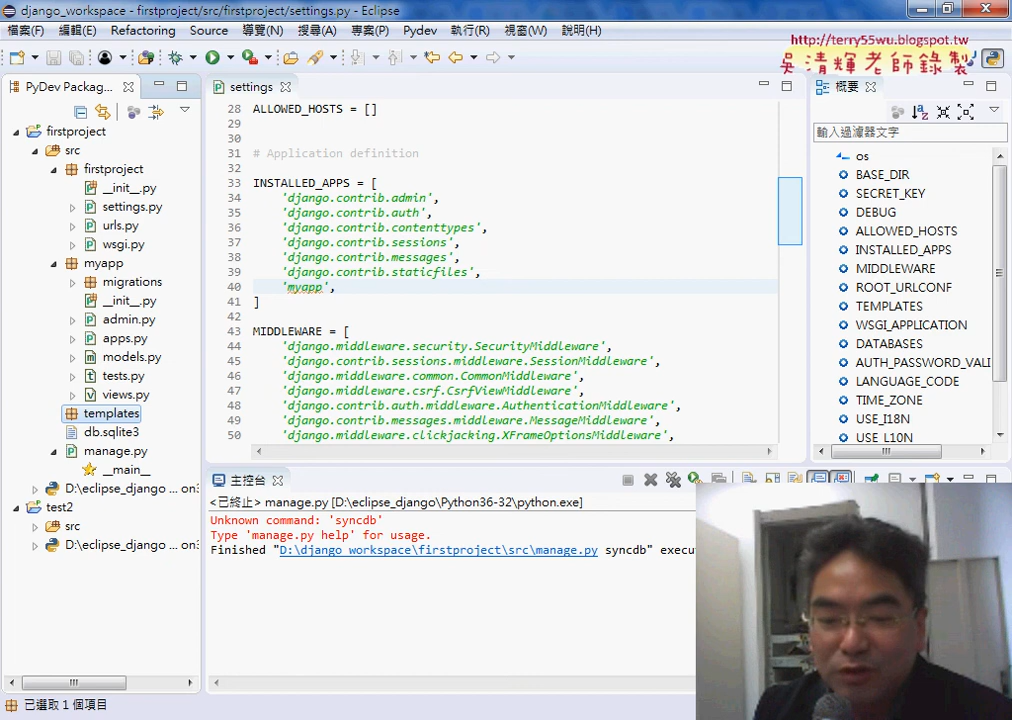 django_workspace - firstproject/src/firstproject/settings.py - Eclipse
檔案(F) 編輯(E) Refactoring Source 導覽(N) 搜尋(A) 專案(P) Pydev 執行(R) 視窗(W) 說明(H)
http://terry55wu.blogspot.tw
吳清輝老師錄製
PyDev Packag...
firstproject
src
firstproject
__init__.py
settings.py
urls.py
wsgi.py
myapp
migrations
__init__.py
admin.py
apps.py
models.py
tests.py
views.py
templates
db.sqlite3
manage.py
__main__
D:\eclipse_django ... on3
test2
src
D:\eclipse_django ... on3
settings
28 ALLOWED_HOSTS = []
29
30
31 # Application definition
32
33 INSTALLED_APPS = [
34 'django.contrib.admin',
35 'django.contrib.auth',
36 'django.contrib.contenttypes',
37 'django.contrib.sessions',
38 'django.contrib.messages',
39 'django.contrib.staticfiles',
40 'myapp',
41 ]
42
43 MIDDLEWARE = [
44 'django.middleware.security.SecurityMiddleware',
45 'django.contrib.sessions.middleware.SessionMiddleware',
46 'django.middleware.common.CommonMiddleware',
47 'django.middleware.csrf.CsrfViewMiddleware',
48 'django.contrib.auth.middleware.AuthenticationMiddleware',
49 'django.contrib.messages.middleware.MessageMiddleware',
50 'django.middleware.clickjacking.XFrameOptionsMiddleware',
概要
輸入過濾器文字
os
BASE_DIR
SECRET_KEY
DEBUG
ALLOWED_HOSTS
INSTALLED_APPS
MIDDLEWARE
ROOT_URLCONF
TEMPLATES
WSGI_APPLICATION
DATABASES
AUTH_PASSWORD_VALI
LANGUAGE_CODE
TIME_ZONE
USE_I18N
USE_L10N
主控台
<已終止> manage.py [D:\eclipse_django\Python36-32\python.exe]
Unknown command: 'syncdb'
Type 'manage.py help' for usage.
Finished "D:\django_workspace\firstproject\src\manage.py syncdb" execu
已選取 1 個項目